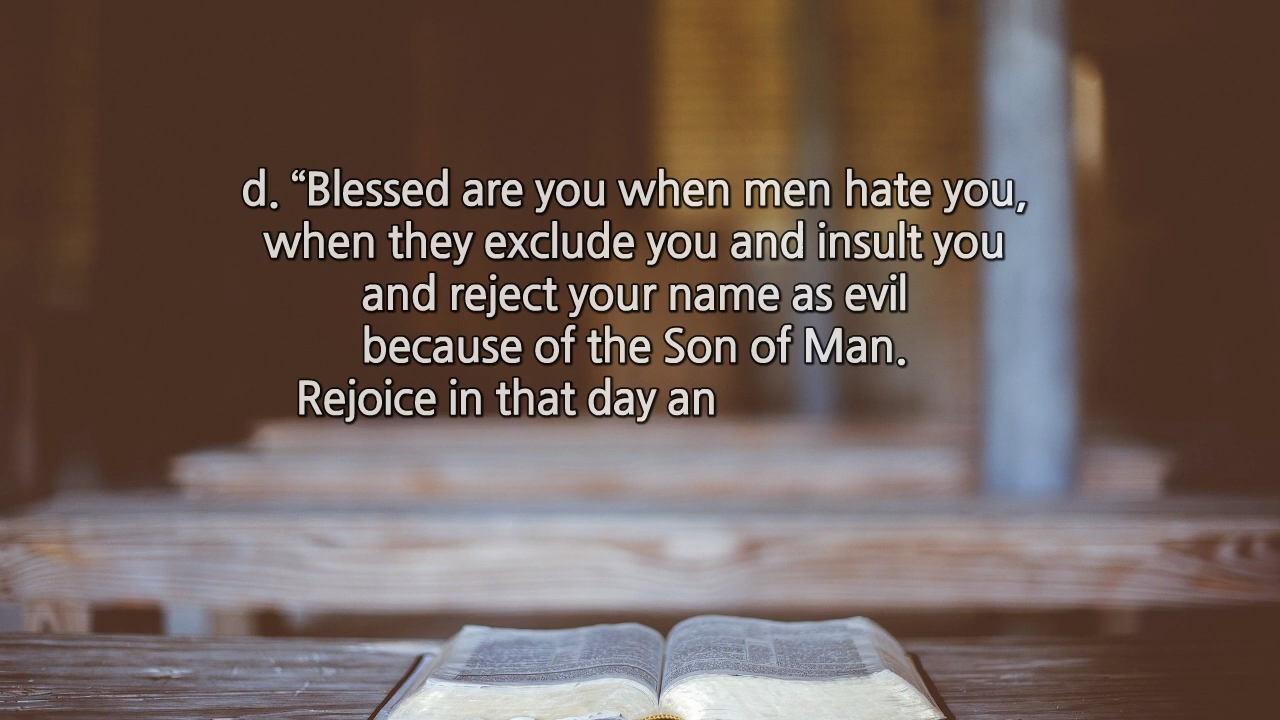 d. “Blessed are you when men hate you,
when they exclude you and insult you
and reject your name as evil
because of the Son of Man.
Rejoice in that day an